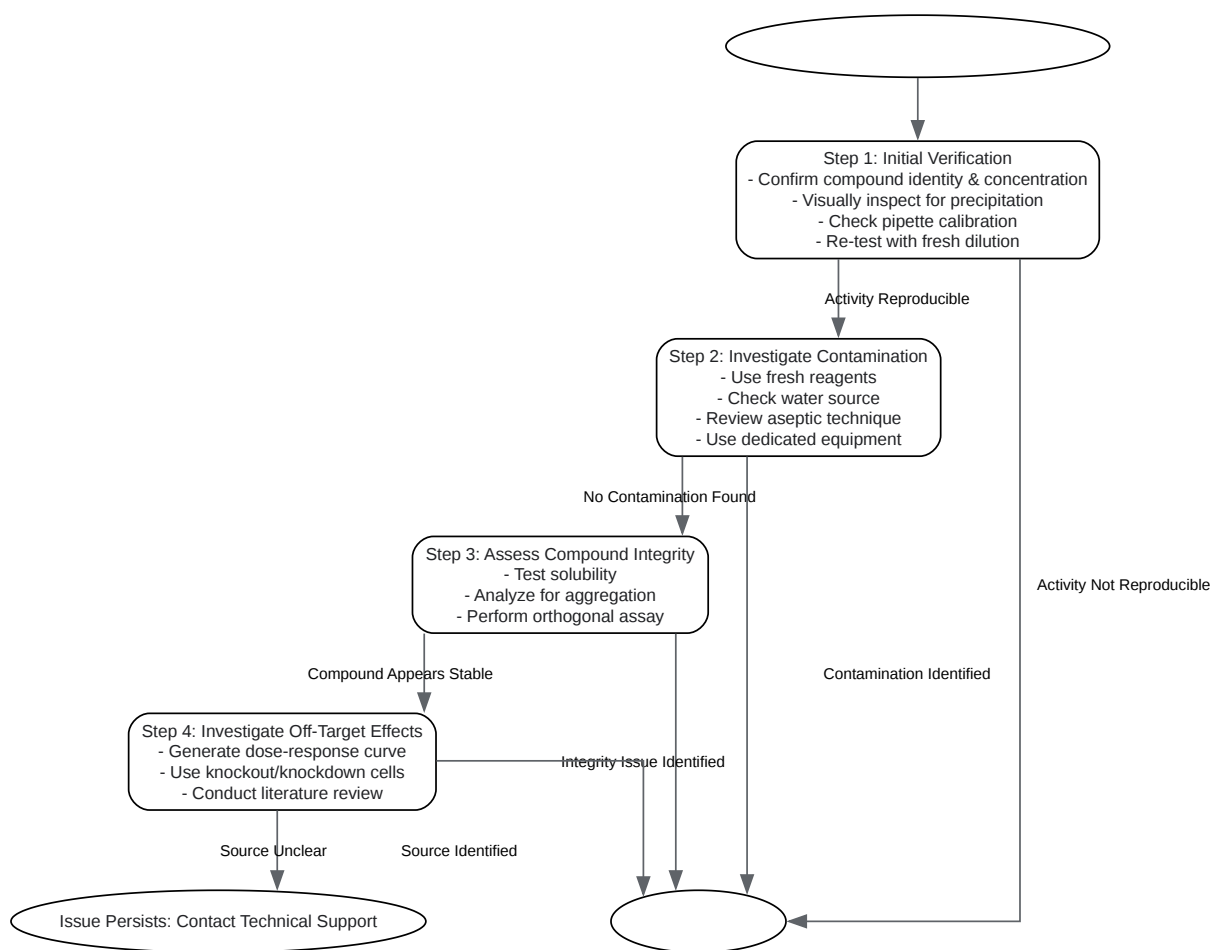 Step 1: Initial Verification
- Confirm compound identity & concentration
- Visually inspect for precipitation
- Check pipette calibration
- Re-test with fresh dilution
Activity Reproducible
Step 2: Investigate Contamination
- Use fresh reagents
- Check water source
- Review aseptic technique
- Use dedicated equipment
No Contamination Found
Step 3: Assess Compound Integrity
- Test solubility
- Analyze for aggregation
- Perform orthogonal assay
Activity Not Reproducible
Compound Appears Stable
Contamination Identified
Step 4: Investigate Off-Target Effects
- Generate dose-response curve
- Use knockout/knockdown cells
- Conduct literature review
Integrity Issue Identified
Source Unclear
Source Identified
Issue Persists: Contact Technical Support